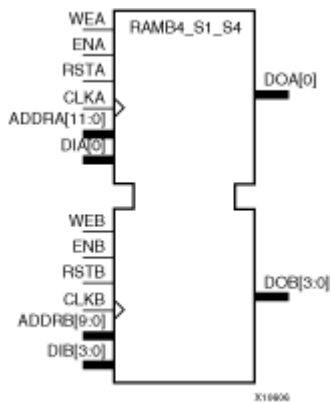 WEA
RAMB4_S1_S4
ENA
RSTA
DOA[0]
CLKA
ADDRA[11:0]
DIA[0]
WEB
ENB
RSTB
DOB[3:0]
CLKB
ADDRB[9:0]
DIB[3:0]
X10606